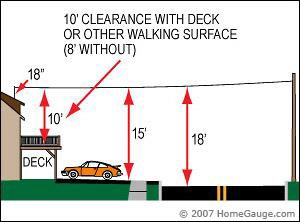 10' CLEARANCE WITH DECK
OR OTHER WALKING SURFACE
(8' WITHOUT)
18"
10'
15'
18'
DECK
© 2007 HomeGauge.com